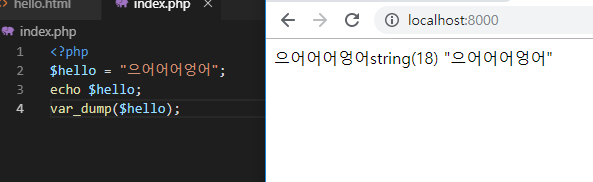 hello.html
index.php
index.php
1 <?php
2 $hello = "으어어어엉어";
3 echo $hello;
4 var_dump($hello);
localhost:8000
으어어어엉어string(18) "으어어어엉어"